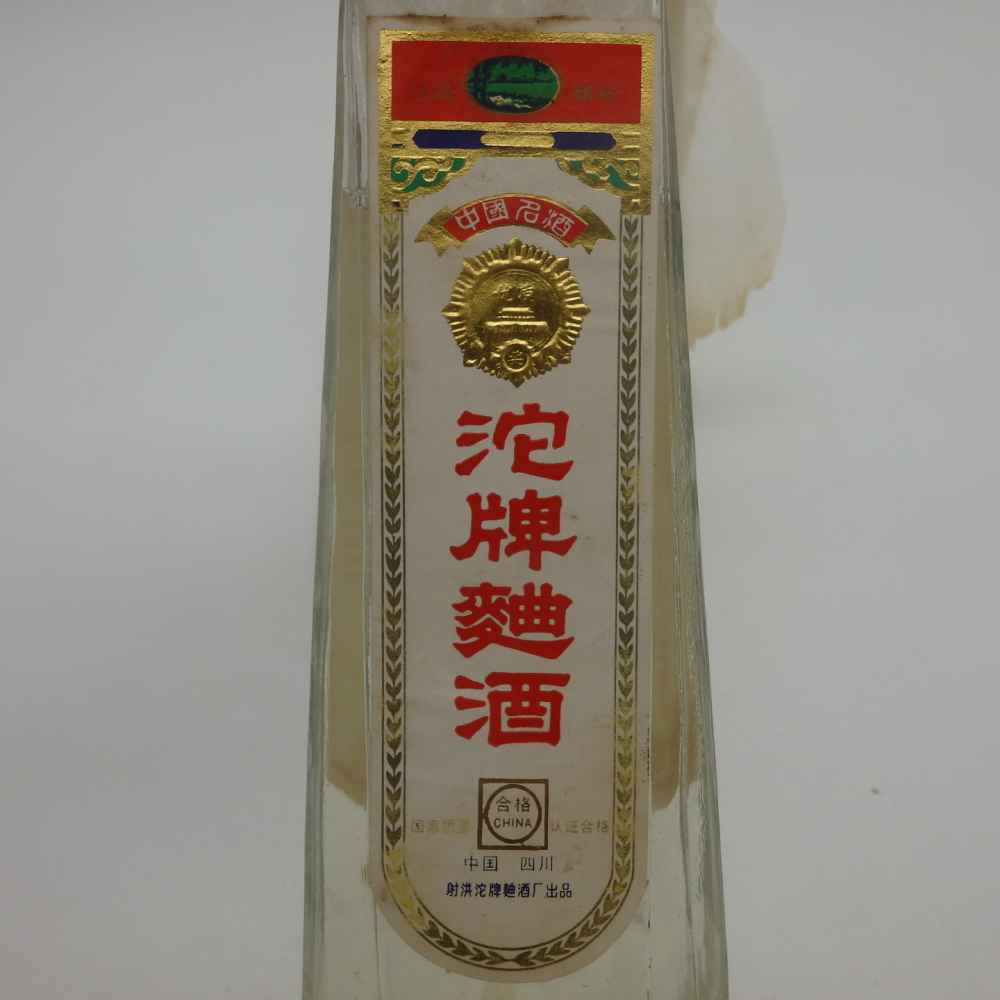 中國名酒
沱牌麯酒
合格
CHINA
国家质量 认证合格
中国 四川
射洪沱牌麯酒厂出品